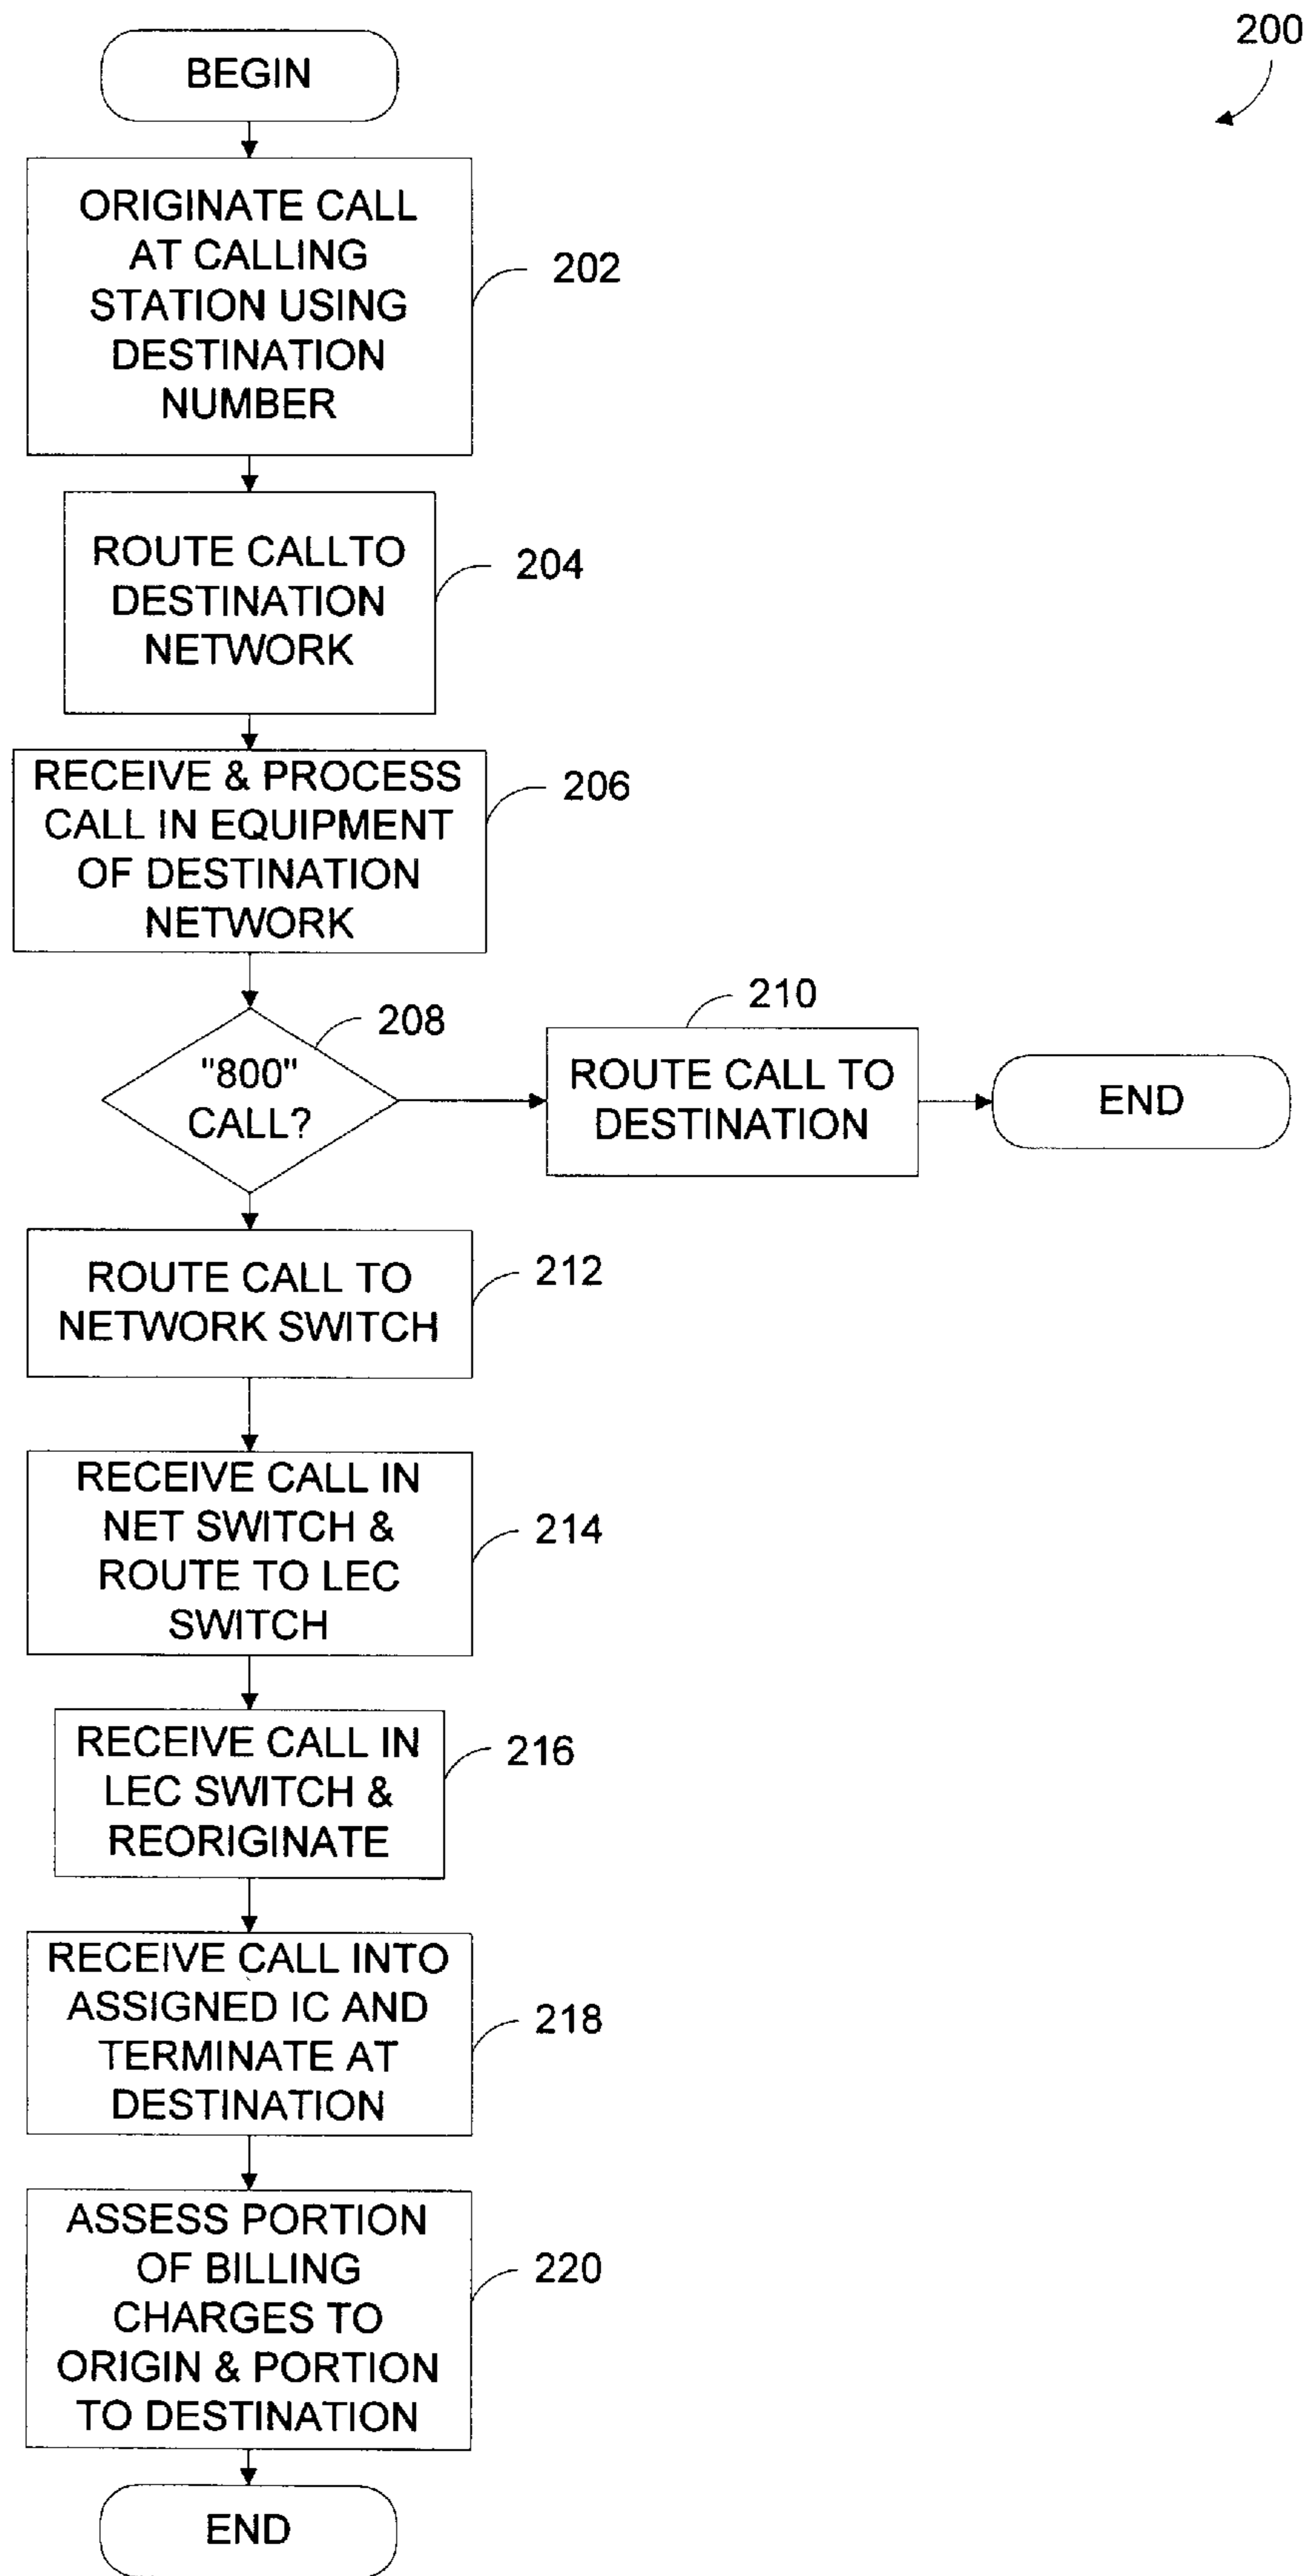 200
BEGIN
ORIGINATE CALL
AT CALLING
STATION USING
DESTINATION
NUMBER
202
ROUTE CALLTO
DESTINATION
NETWORK
204
RECEIVE & PROCESS
CALL IN EQUIPMENT
OF DESTINATION
NETWORK
206
"800"
CALL?
208
210
ROUTE CALL TO
DESTINATION
END
ROUTE CALL TO
NETWORK SWITCH
212
RECEIVE CALL IN
NET SWITCH &
ROUTE TO LEC
SWITCH
214
RECEIVE CALL IN
LEC SWITCH &
REORIGINATE
216
RECEIVE CALL INTO
ASSIGNED IC AND
TERMINATE AT
DESTINATION
218
ASSESS PORTION
OF BILLING
CHARGES TO
ORIGIN & PORTION
TO DESTINATION
220
END